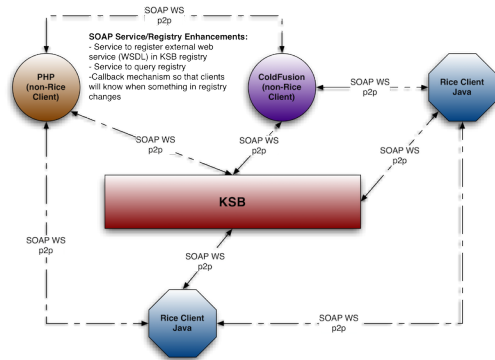 SOAP WS
p2p
SOAP Service/Registry Enhancements:
- Service to register external web
service (WSDL) in KSB registry
- Service to query registry
-Callback mechanism so that clients
will know when something in registry
changes
PHP
(non-Rice
Client)
ColdFusion
(non-Rice
Client)
SOAP WS
p2p
Rice Client
Java
SOAP WS
p2p
SOAP WS
p2p
SOAP WS
p2p
KSB
SOAP WS
p2p
SOAP WS
p2p
SOAP WS
p2p
Rice Client
Java
SOAP WS
p2p